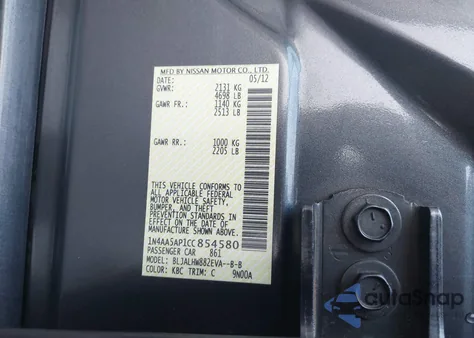 MFD BY NISSAN MOTOR CO., LTD.
DATE: 05/12
GVWR: 2131 KG
4698 LB
GAWR FR.: 1140 KG
2513 LB
GAWR RR.: 1000 KG
2205 LB
THIS VEHICLE CONFORMS TO
ALL APPLICABLE FEDERAL
MOTOR VEHICLE SAFETY,
BUMPER, AND THEFT
PREVENTION STANDARDS
IN EFFECT ON THE DATE OF
MANUFACTURE SHOWN ABOVE.
1N4AA5AP1CC854580
PASSENGER CAR 861
MODEL: BLJALHW882EVA--B-B
COLOR: KBC TRIM: C 9N00A
autoSnap